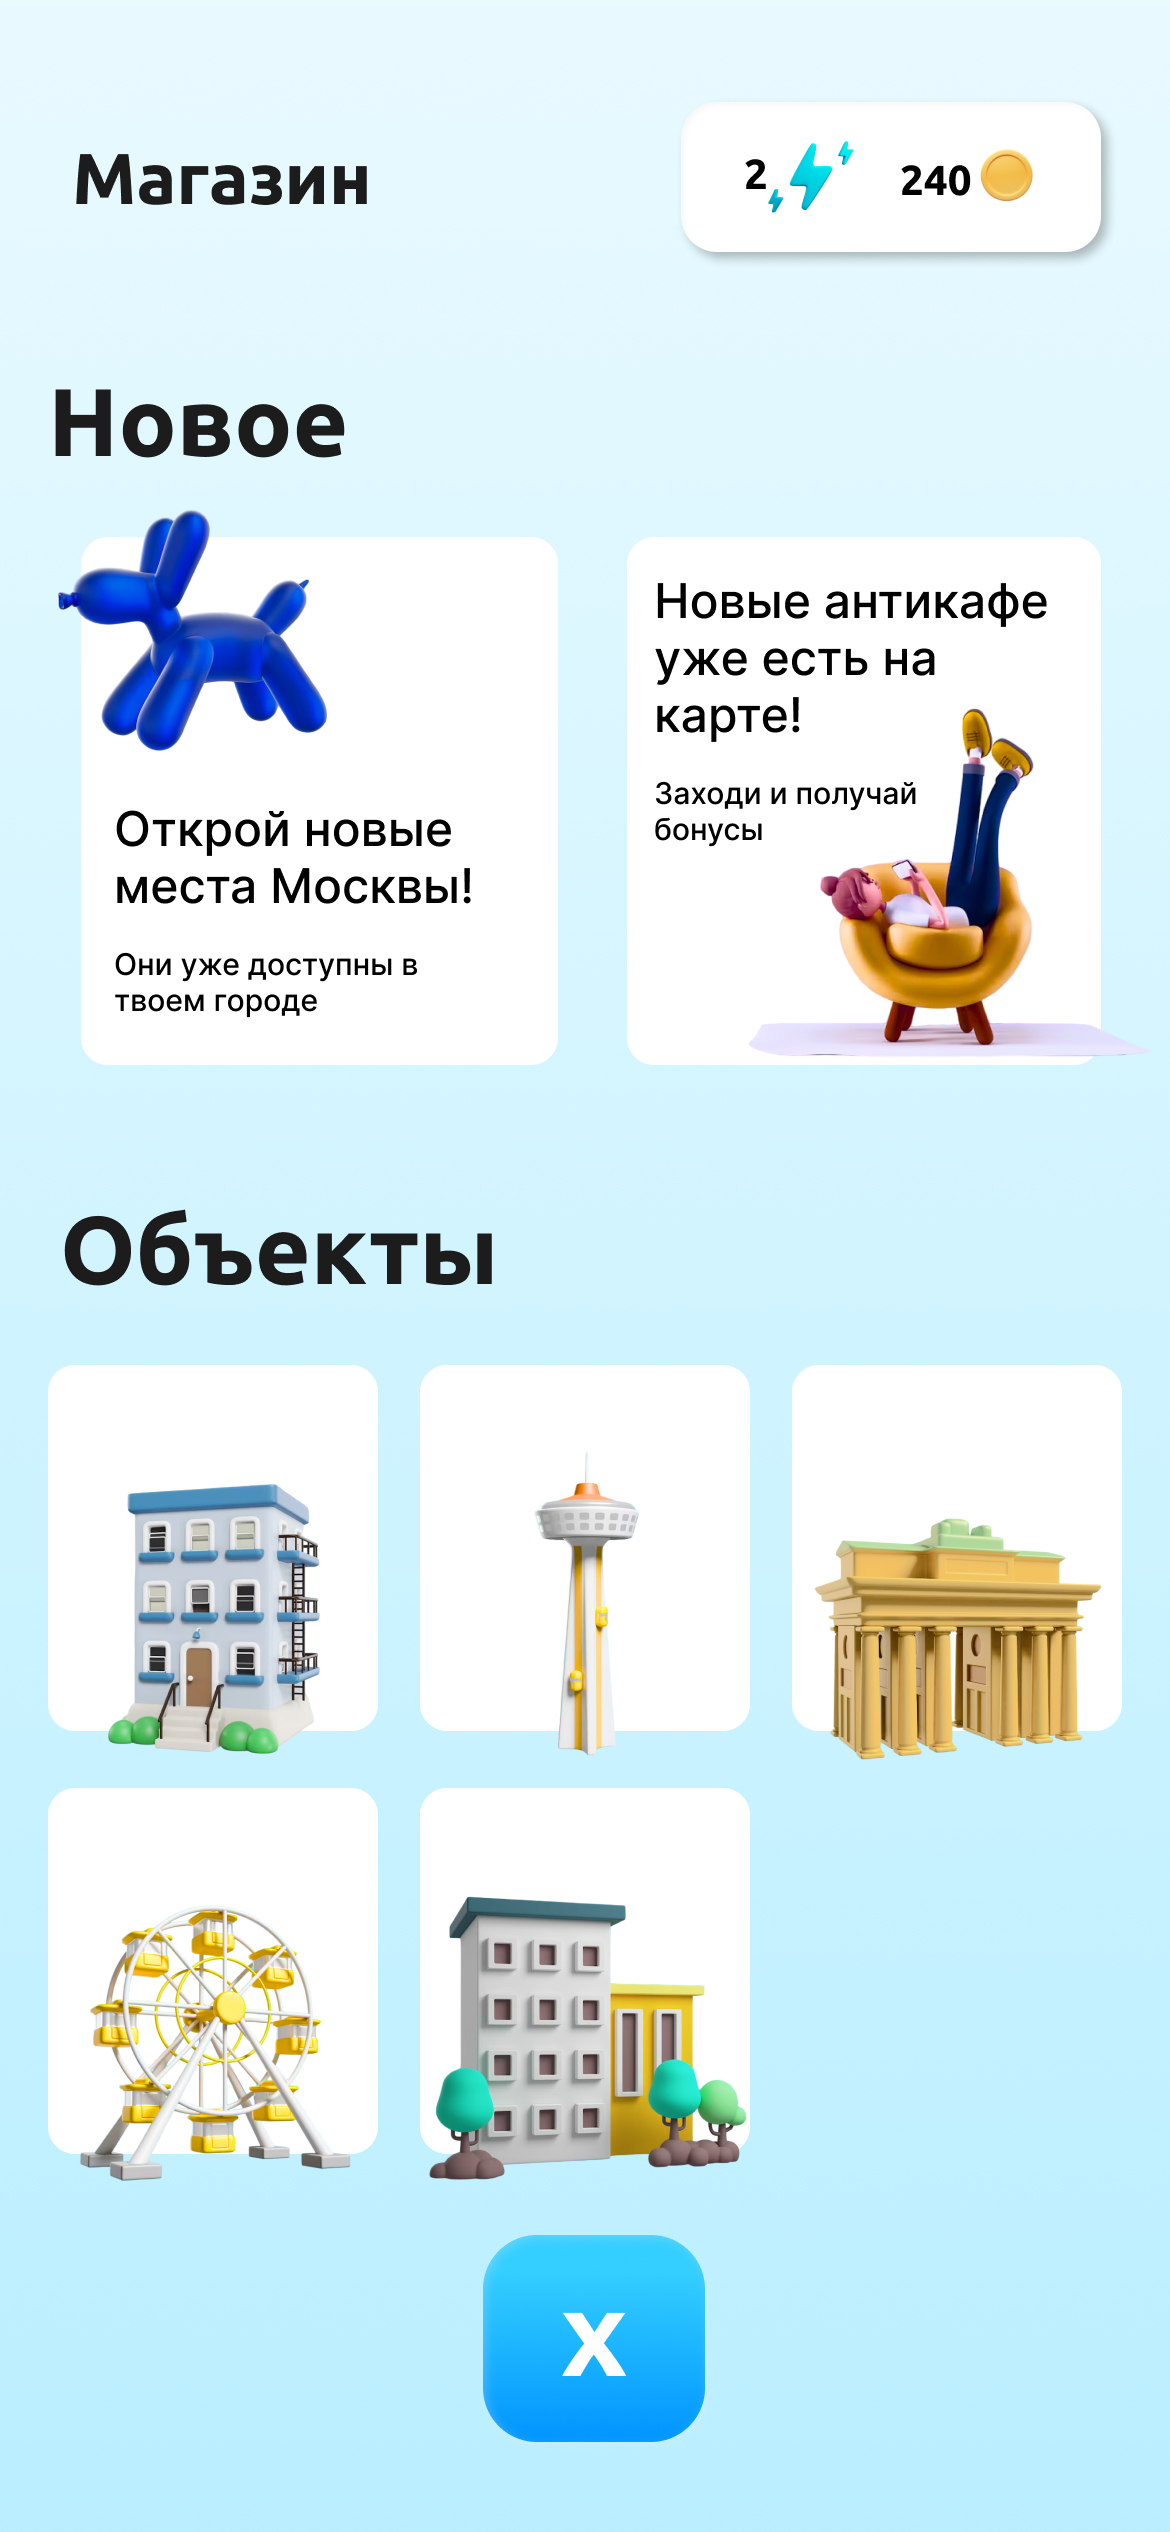 Магазин
2
240
Новое
Открой новые
места Москвы!
Они уже доступны в
твоем городе
Новые антикафе
уже есть на
карте!
Заходи и получай
бонусы
Объекты
x